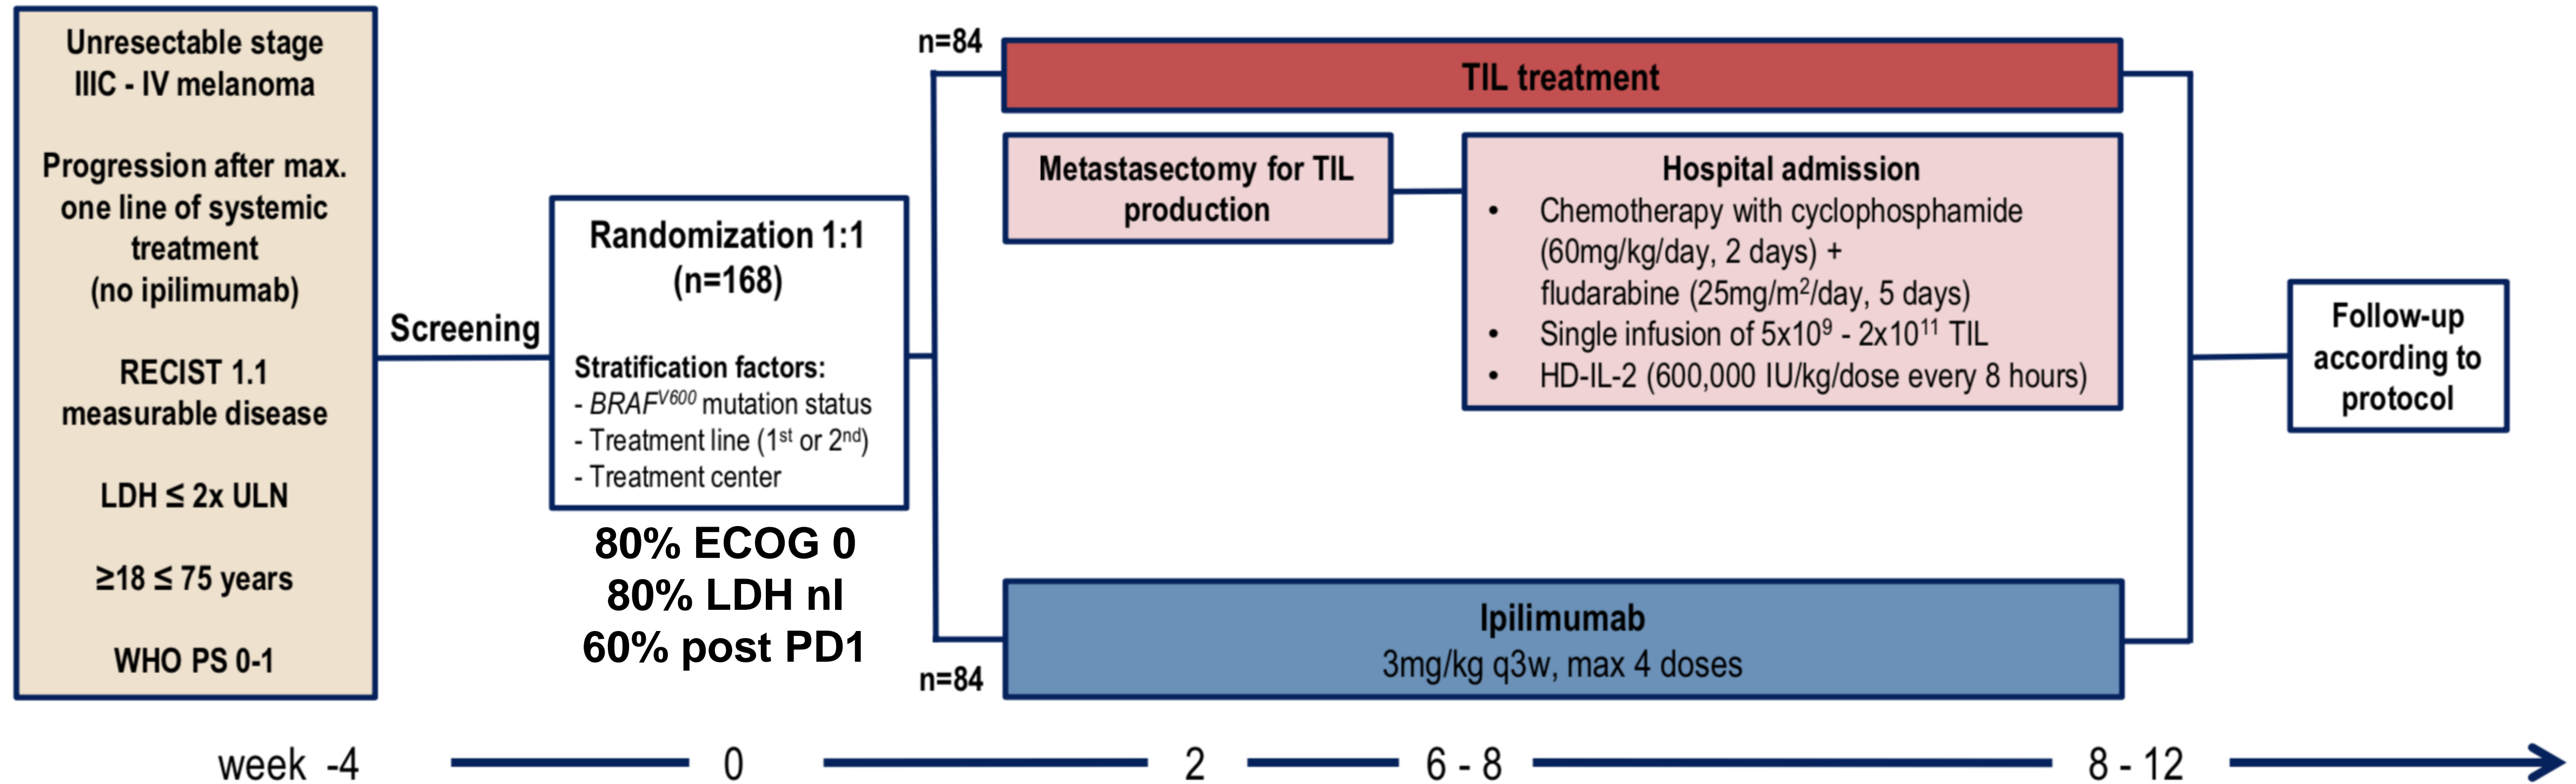 Unresectable stage
IIIC - IV melanoma
Progression after max.
one line of systemic
treatment
(no ipilimumab)
RECIST 1.1
measurable disease
LDH ≤ 2x ULN
≥18 ≤ 75 years
WHO PS 0-1
Screening
Randomization 1:1
(n=168)
Stratification factors:
- BRAFV600 mutation status
- Treatment line (1st or 2nd)
- Treatment center
80% ECOG 0
80% LDH nl
60% post PD1
n=84
TIL treatment
Metastasectomy for TIL
production
Hospital admission
• Chemotherapy with cyclophosphamide
(60mg/kg/day, 2 days) +
fludarabine (25mg/m²/day, 5 days)
• Single infusion of 5x10⁹ - 2x10¹¹ TIL
• HD-IL-2 (600,000 IU/kg/dose every 8 hours)
n=84
Ipilimumab
3mg/kg q3w, max 4 doses
Follow-up
according to
protocol
week -4 0 2 6 - 8 8 - 12